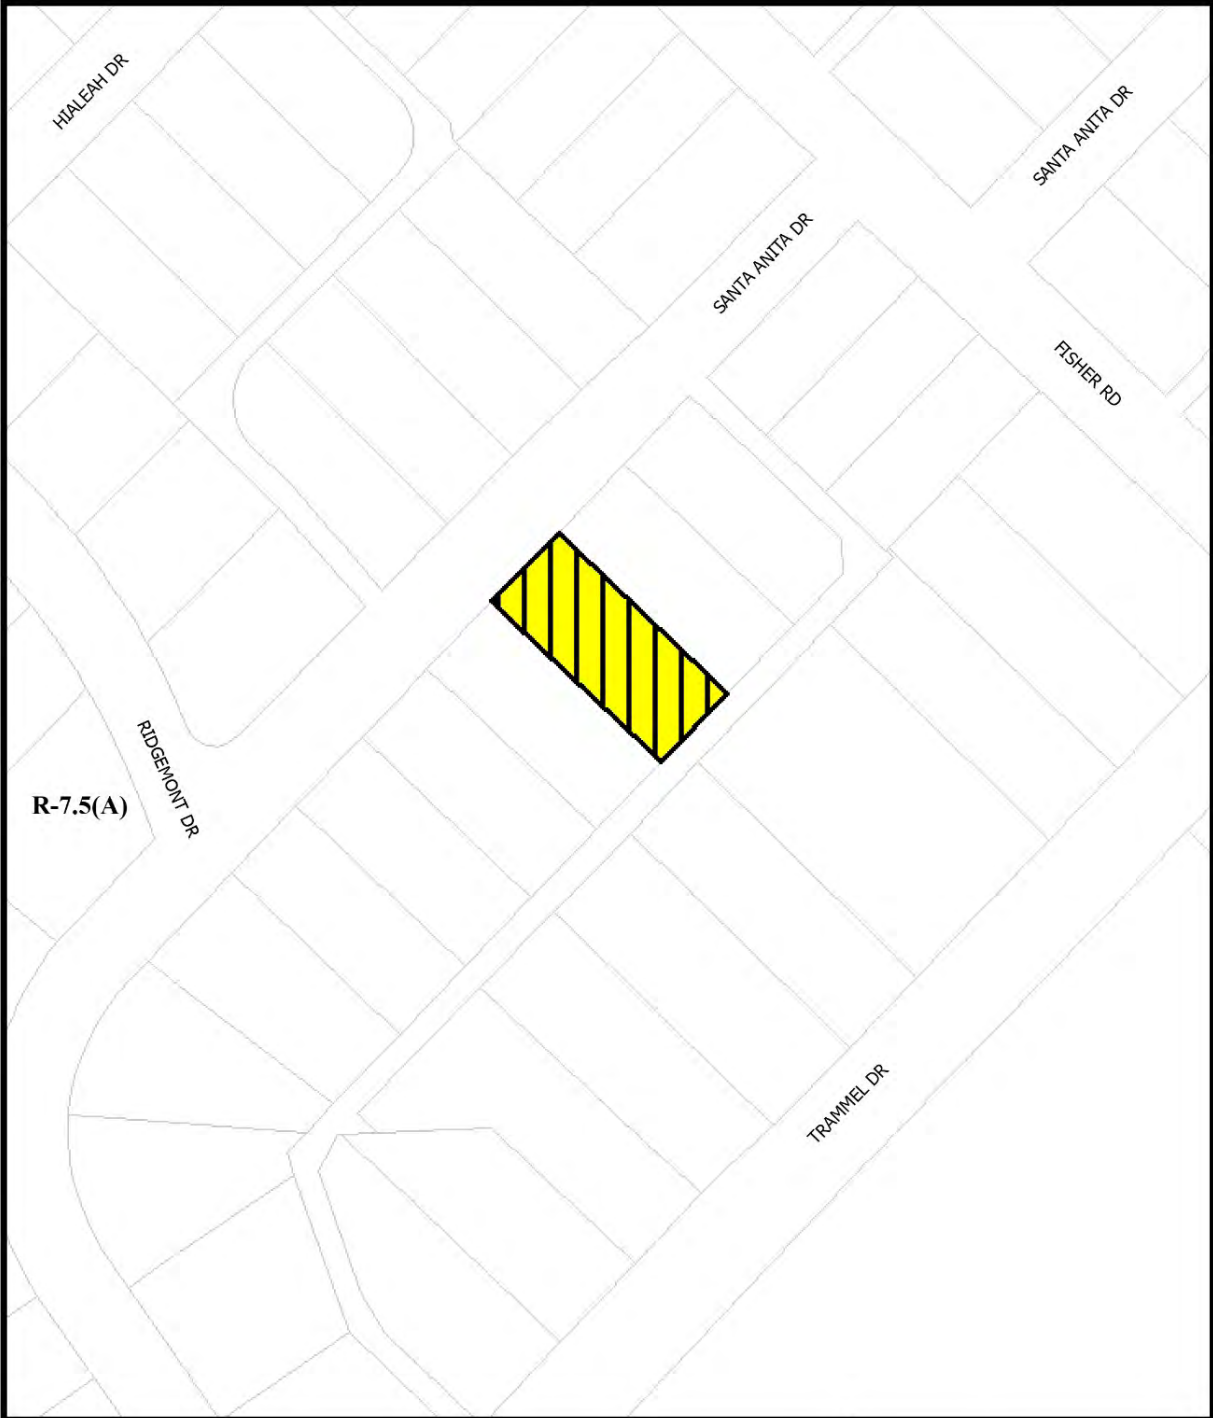 HIALEAH DR
SANTA ANITA DR
SANTA ANITA DR
FISHER RD
RIDGEMONT DR
R-7.5(A)
TRAMMEL DR